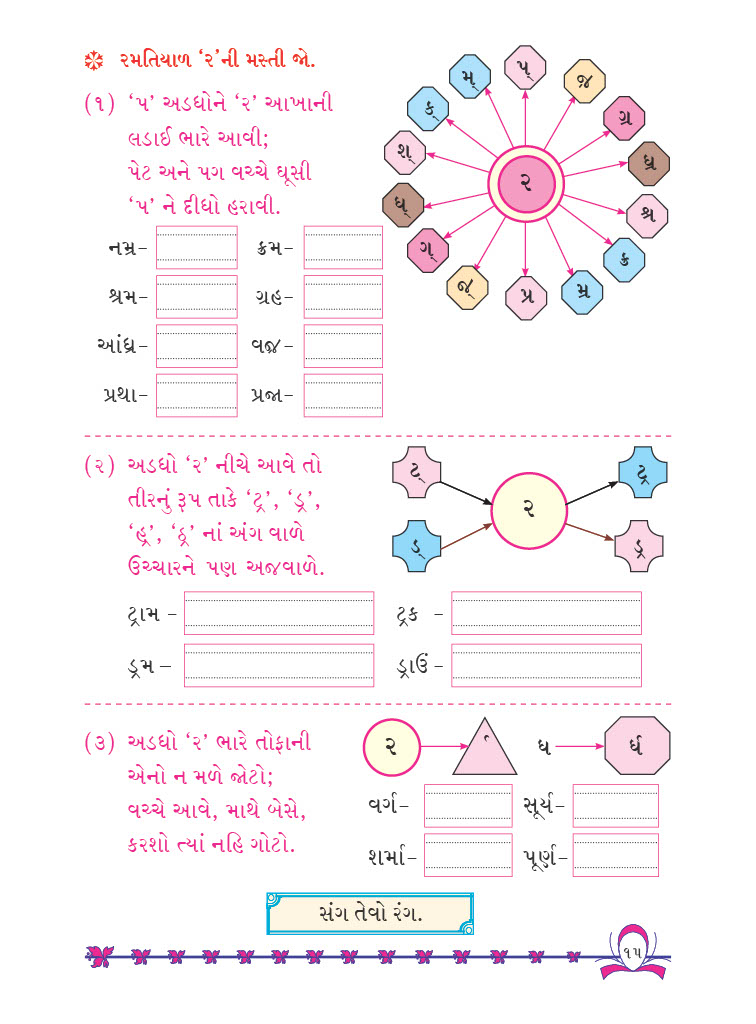 રમતિયાળ ‘ર’ની મસ્તી જો.
(૧) ‘પ’ અડધોને ‘ર’ આખાની
લડાઈ ભારે આવી;
પેટ અને પગ વચ્ચે ઘૂસી
‘પ’ ને દીધો હરાવી.
પ્ જ ગ્ર ધ્ર શ્ર ક્ર મ્ર પ્ર જ્ ગ્ ધ્ શ્ ક્ મ્
ર
નમ્ર- ક્રમ-
શ્રમ- ગ્રહ-
આંધ્ર- વજ્ર-
પ્રથા- પ્રજા-
(૨) અડધો ‘ર’ નીચે આવે તો
તીરનું રૂપ તાકે ‘ટ્ર’, ‘ડ્ર’,
‘હ્ર’, ‘ઠ્ર’ નાં અંગ વાળે
ઉચ્ચારને પણ અજવાળે.
ટ્ ટ્ર
ર
ડ્ ડ્ર
ટ્રામ - ટ્રક -
ડ્રમ – ડ્રાઉં -
(૩) અડધો ‘ર’ ભારે તોફાની
એનો ન મળે જોટો;
વચ્ચે આવે, માથે બેસે,
કરશો ત્યાં નહિ ગોટો.
ર ર્ ધ ર્ધ
વર્ગ- સૂર્ય-
શર્મા- પૂર્ણ-
સંગ તેવો રંગ.
૧૫